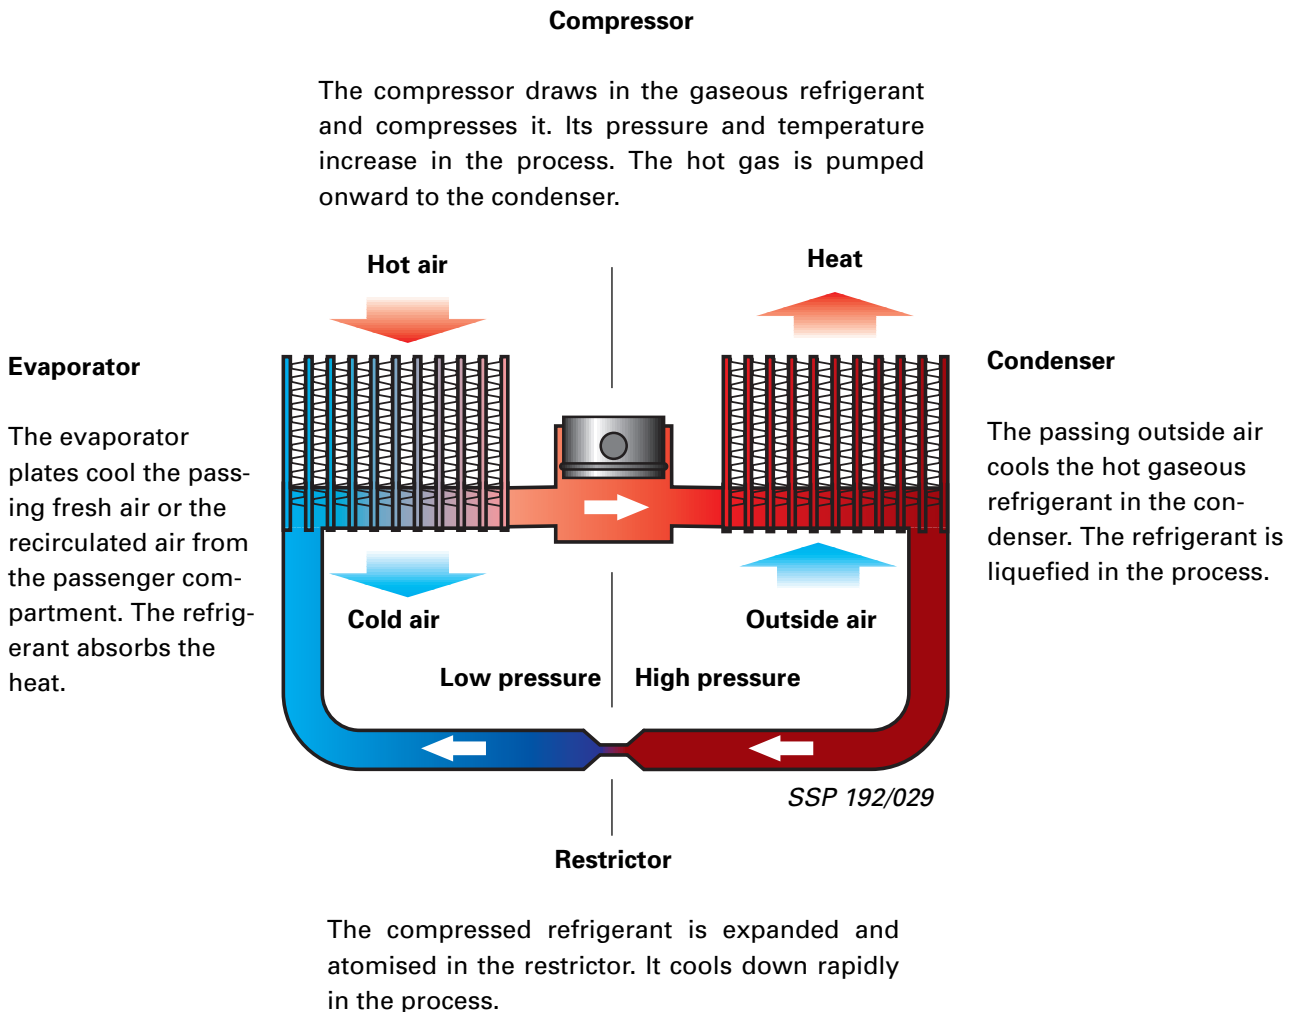 Compressor
The compressor draws in the gaseous refrigerant
and compresses it. Its pressure and temperature
increase in the process. The hot gas is pumped
onward to the condenser.
Hot air
Heat
Evaporator
The evaporator
plates cool the pass-
ing fresh air or the
recirculated air from
the passenger com-
partment. The refrig-
erant absorbs the
heat.
Condenser
The passing outside air
cools the hot gaseous
refrigerant in the con-
denser. The refrigerant is
liquefied in the process.
Cold air
Outside air
Low pressure
High pressure
SSP 192/029
Restrictor
The compressed refrigerant is expanded and
atomised in the restrictor. It cools down rapidly
in the process.